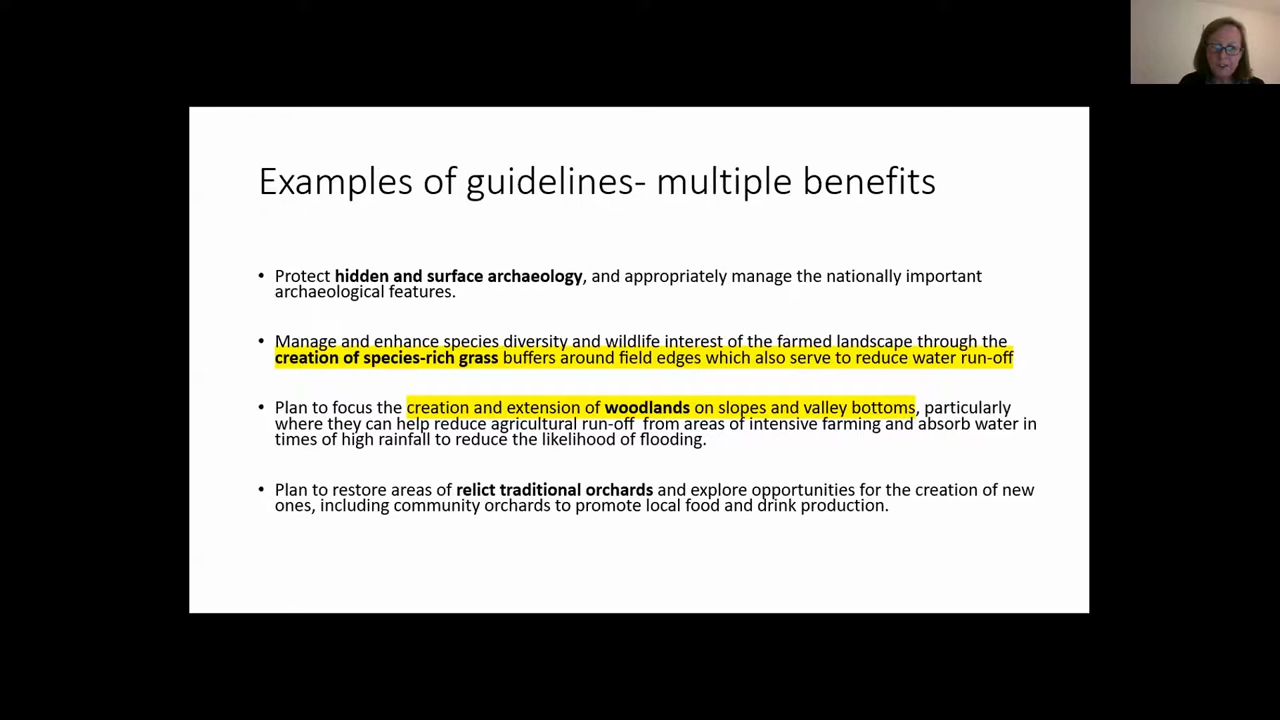 Examples of guidelines- multiple benefits
• Protect hidden and surface archaeology, and appropriately manage the nationally important
archaeological features.
• Manage and enhance species diversity and wildlife interest of the farmed landscape through the
creation of species-rich grass buffers around field edges which also serve to reduce water run-off
• Plan to focus the creation and extension of woodlands on slopes and valley bottoms, particularly
where they can help reduce agricultural run-off  from areas of intensive farming and absorb water in
times of high rainfall to reduce the likelihood of flooding.
• Plan to restore areas of relict traditional orchards and explore opportunities for the creation of new
ones, including community orchards to promote local food and drink production.